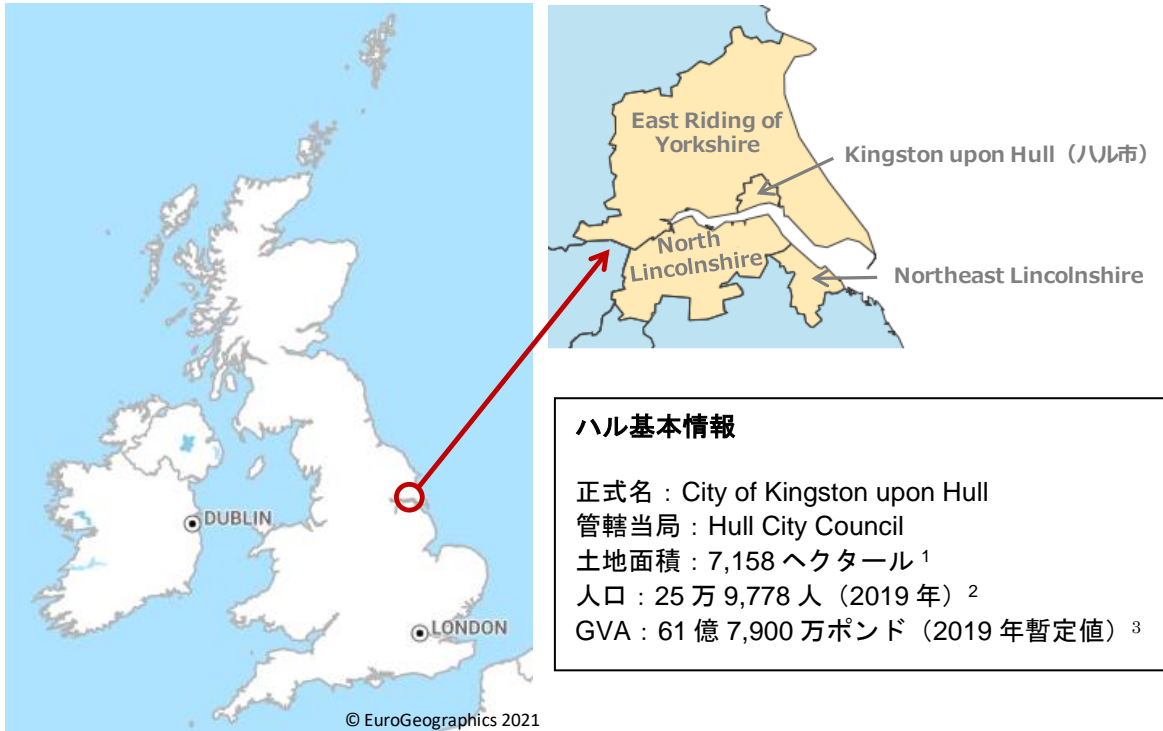 DUBLIN
LONDON
© EuroGeographics 2021
East Riding of
Yorkshire
Kingston upon Hull（ハル市）
North
Lincolnshire
Northeast Lincolnshire
ハル基本情報
正式名：City of Kingston upon Hull
管轄当局：Hull City Council
土地面積：7,158 ヘクタール 1
人口：25 万 9,778 人（2019 年）2
GVA：61 億 7,900 万ポンド（2019 年暫定値）3